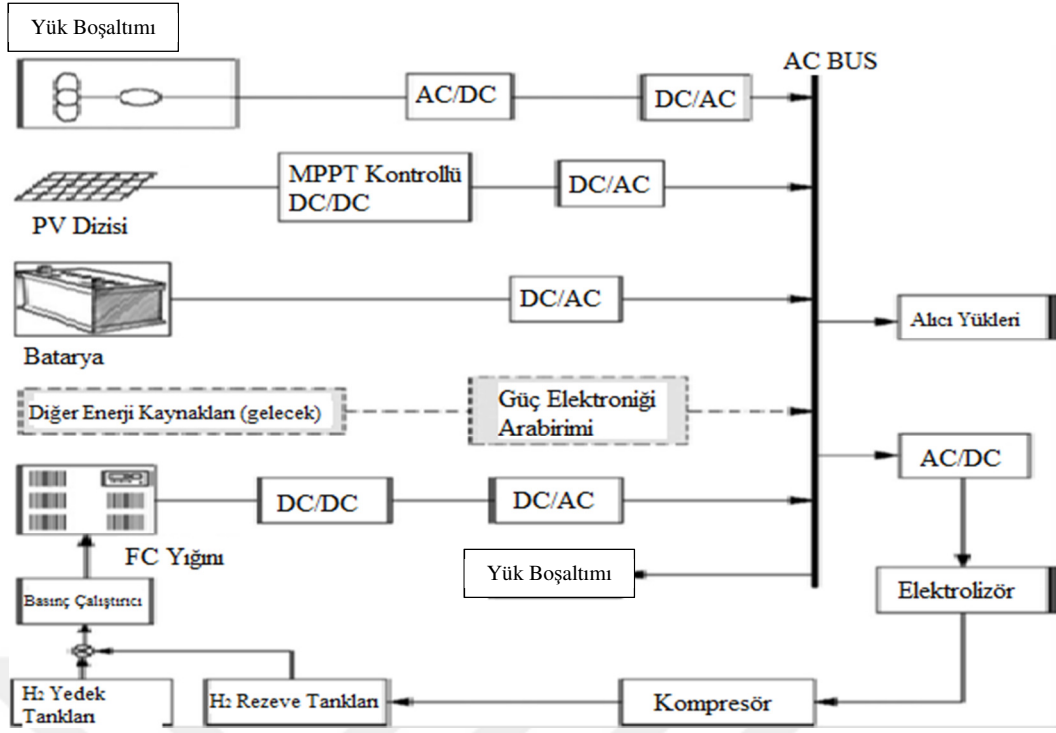 Yük Boşaltımı
AC BUS
AC/DC
DC/AC
MPPT Kontrollü
DC/DC
DC/AC
PV Dizisi
DC/AC
Alıcı Yükleri
Batarya
Diğer Enerji Kaynakları (gelecek)
Güç Elektroniği
Arabirimi
AC/DC
DC/DC
DC/AC
FC Yığını
Yük Boşaltımı
Elektrolizör
Basınç Çalıştırıcı
H2 Yedek
Tankları
H2 Rezeve Tankları
Kompresör